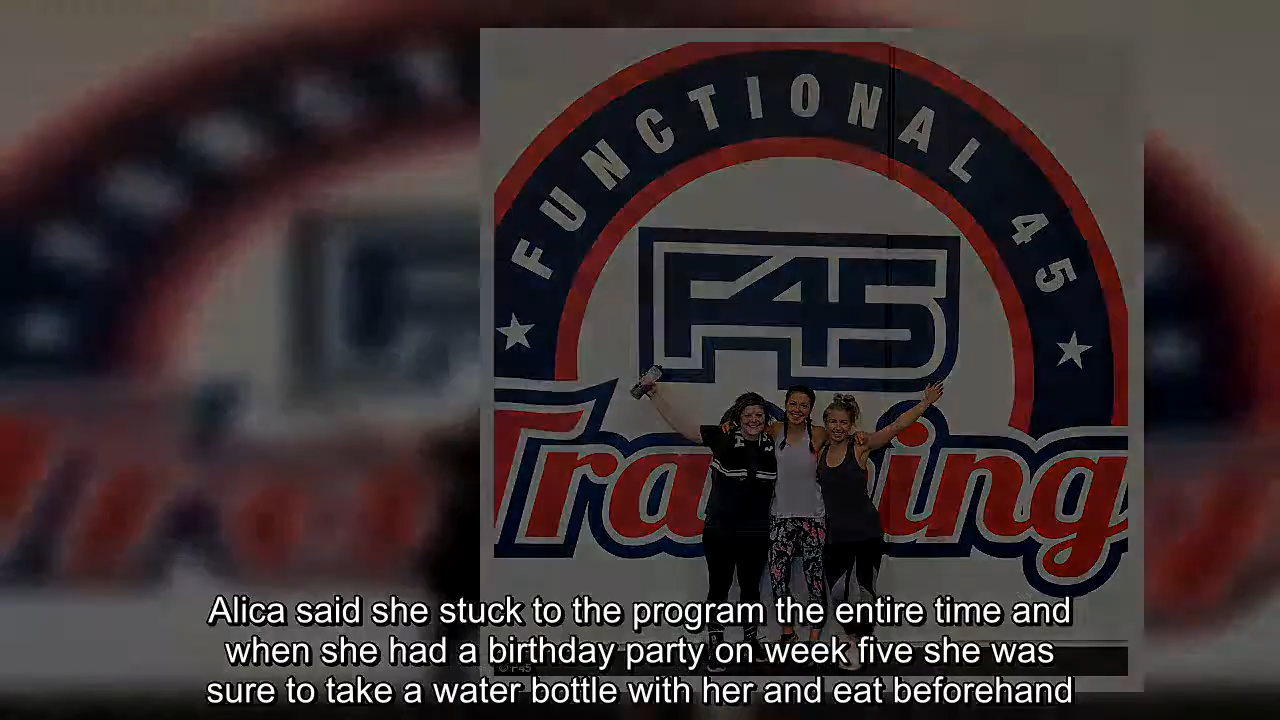 FUNCTIONAL 45
F45
Training
© F45
Alica said she stuck to the program the entire time and
when she had a birthday party on week five she was
sure to take a water bottle with her and eat beforehand